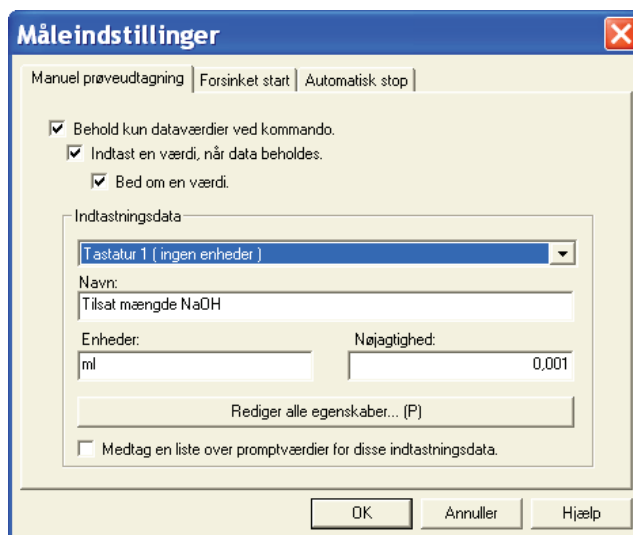 Måleindstillinger
Manuel prøveudtagning
Forsinket start
Automatisk stop
Behold kun dataværdier ved kommando.
Indtast en værdi, når data beholdes.
Bed om en værdi.
Indtastningsdata
Tastatur 1 ( ingen enheder )
Navn:
Tilsat mængde NaOH
Enheder: Nøjagtighed:
ml 0,001
Rediger alle egenskaber... (P)
Medtag en liste over promptværdier for disse indtastningsdata.
OK Annuller Hjælp